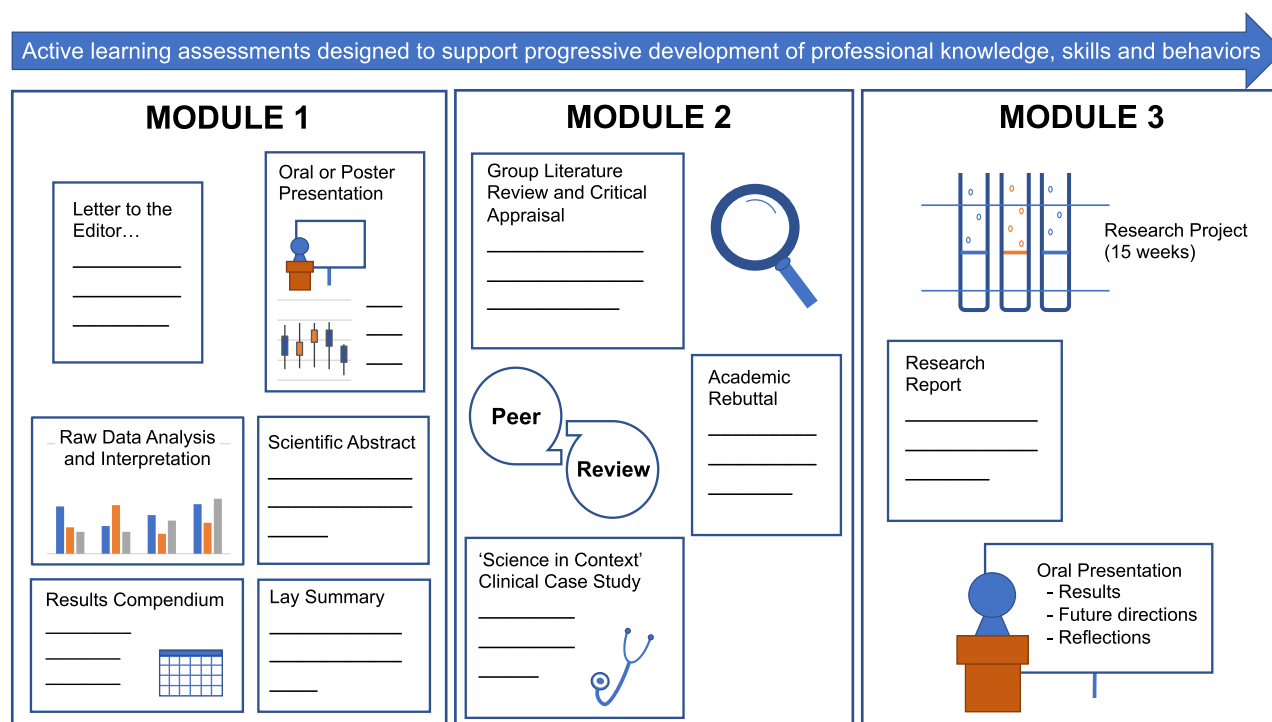 Active learning assessments designed to support progressive development of professional knowledge, skills and behaviors
MODULE 1
Letter to the
Editor…
Oral or Poster
Presentation
Raw Data Analysis
and Interpretation
Scientific Abstract
Results Compendium
Lay Summary
MODULE 2
Group Literature
Review and Critical
Appraisal
Peer
Review
Academic
Rebuttal
‘Science in Context’
Clinical Case Study
MODULE 3
Research Project
(15 weeks)
Research
Report
Oral Presentation
- Results
- Future directions
- Reflections